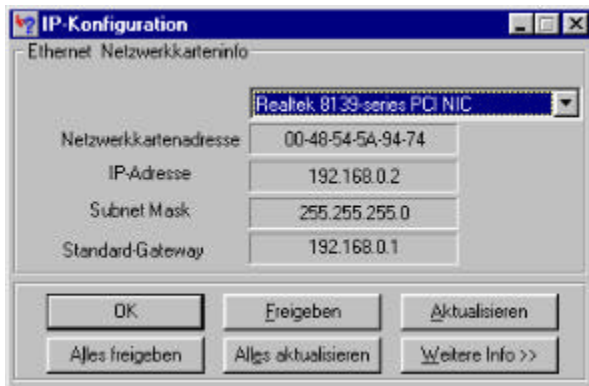 IP-Konfiguration
Ethernet Netzwerkkarteninfo
Realtek 8139-series PCI NIC
Netzwerkkartenadresse 00-48-54-5A-94-74
IP-Adresse 192.168.0.2
Subnet Mask 255.255.255.0
Standard-Gateway 192.168.0.1
OK Freigeben Aktualisieren
Alles freigeben Alles aktualisieren Weitere Info >>